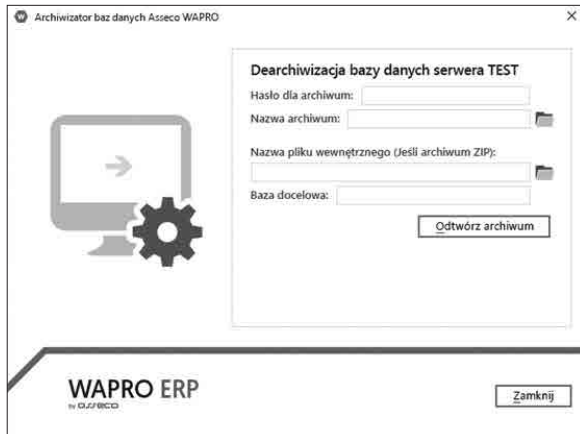 Archiwizator baz danych Asseco WAPRO
Dearchiwizacja bazy danych serwera TEST
Hasło dla archiwum:
Nazwa archiwum:
Nazwa pliku wewnętrznego (Jeśli archiwum ZIP):
Baza docelowa:
Odtwórz archiwum
WAPRO ERP
by asseco
Zamknij